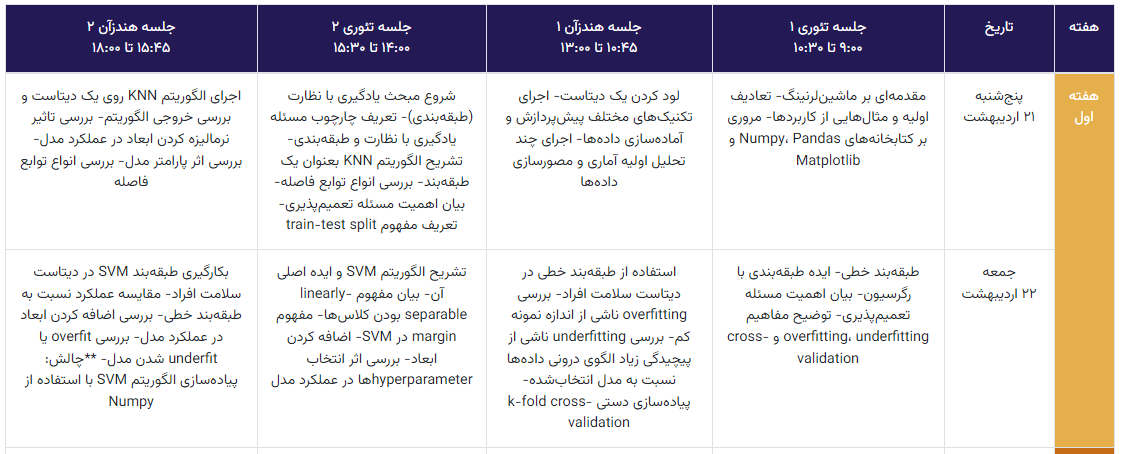 هفته
تاریخ
جلسه تئوری ۱
۹:۰۰ تا ۱۰:۳۰
جلسه هندزآن ۱
۱۰:۴۵ تا ۱۳:۰۰
جلسه تئوری ۲
۱۴:۰۰ تا ۱۵:۳۰
جلسه هندزآن ۲
۱۵:۴۵ تا ۱۸:۰۰
هفته
اول
پنج‌شنبه
۲۱ اردیبهشت
مقدمه‌ای بر ماشین‌لرنینگ- تعادیف
اولیه و مثال‌هایی از کاربردها- مروری
بر کتابخانه‌های Numpy، Pandas و
Matplotlib
لود کردن یک دیتاست- اجرای
تکنیک‌های مختلف پیش‌پردازش و
آماده‌سازی داده‌ها- اجرای چند
تحلیل اولیه آماری و مصورسازی
داده‌ها
شروع مبحث یادگیری با نظارت
(طبقه‌بندی)- تعریف چارچوب مسئله
یادگیری با نظارت و طبقه‌بندی-
تشریح الگوریتم KNN بعنوان یک
طبقه‌بند- بررسی انواع توابع فاصله-
بیان اهمیت مسئله تعمیم‌پذیری-
تعریف مفهوم train-test split
اجرای الگوریتم KNN روی یک دیتاست و
بررسی خروجی الگوریتم- بررسی تاثیر
نرمالیزه کردن ابعاد در عملکرد مدل-
بررسی اثر پارامتر مدل- بررسی انواع توابع
فاصله
جمعه
۲۲ اردیبهشت
طبقه‌بند خطی- ایده طبقه‌بندی با
رگرسیون- بیان اهمیت مسئله
تعمیم‌پذیری- توضیح مفاهیم
overfitting، underfitting و cross-
validation
استفاده از طبقه‌بند خطی در
دیتاست سلامت افراد- بررسی
overfitting ناشی از اندازه نمونه
کم- بررسی underfitting ناشی از
پیچیدگی زیاد الگوی درونی داده‌ها
نسبت به مدل انتخاب‌شده-
پیاده‌سازی دستی k-fold cross-
validation
تشریح الگوریتم SVM و ایده اصلی
آن- بیان مفهوم linearly-
separable بودن کلاس‌ها- مفهوم
margin در SVM- اضافه کردن
ابعاد- بررسی اثر انتخاب
hyperparameterها در عملکرد مدل
بکارگیری طبقه‌بند SVM در دیتاست
سلامت افراد- مقایسه عملکرد نسبت به
طبقه‌بند خطی- بررسی اضافه کردن ابعاد
در عملکرد مدل- بررسی overfit یا
underfit شدن مدل- **چالش:
پیاده‌سازی الگوریتم SVM با استفاده از
Numpy